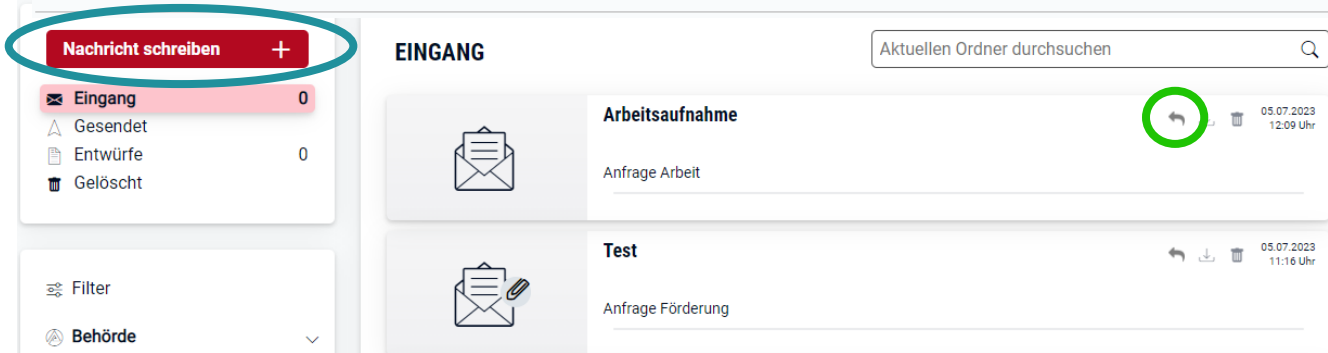 Nachricht schreiben
Eingang 0
Gesendet
Entwürfe 0
Gelöscht
Filter
Behörde
EINGANG
Aktuellen Ordner durchsuchen
Arbeitsaufnahme
05.07.2023
12:09 Uhr
Anfrage Arbeit
Test
05.07.2023
11:16 Uhr
Anfrage Förderung